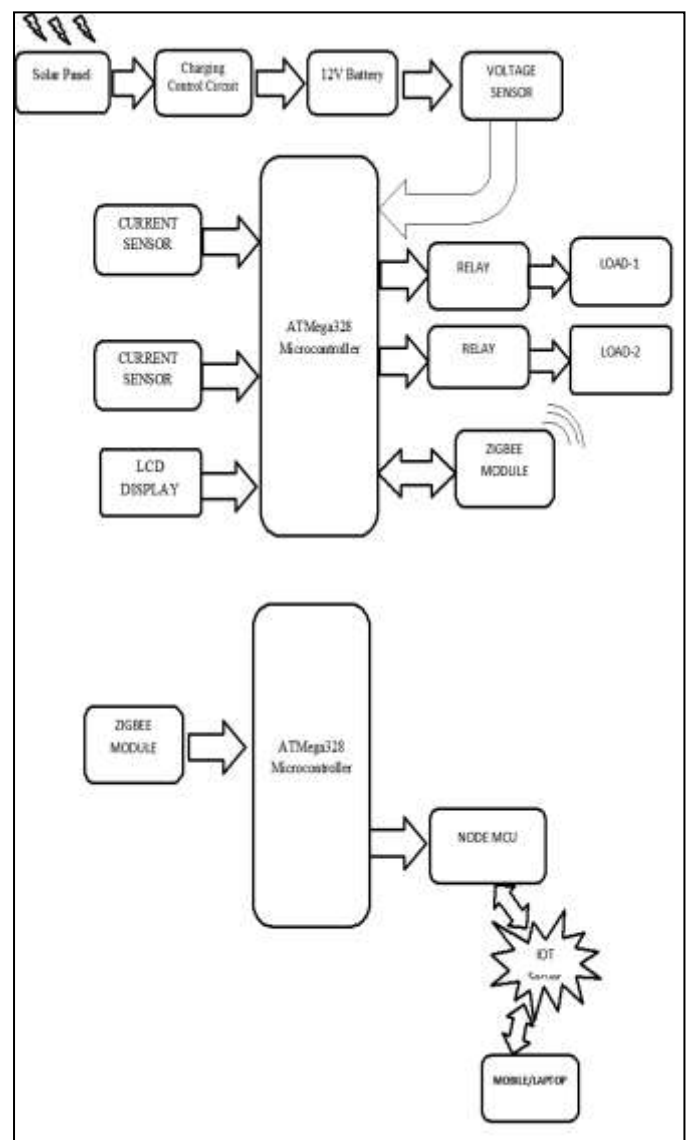 Solar Panel
Charging
Control Circuit
12V Battery
VOLTAGE
SENSOR
CURRENT
SENSOR
RELAY
LOAD-1
ATMega328
Microcontroller
CURRENT
SENSOR
RELAY
LOAD-2
LCD
DISPLAY
ZIGBEE
MODULE
ZIGBEE
MODULE
ATMega328
Microcontroller
NODE MCU
IOT
MOBILE/LAPTOP